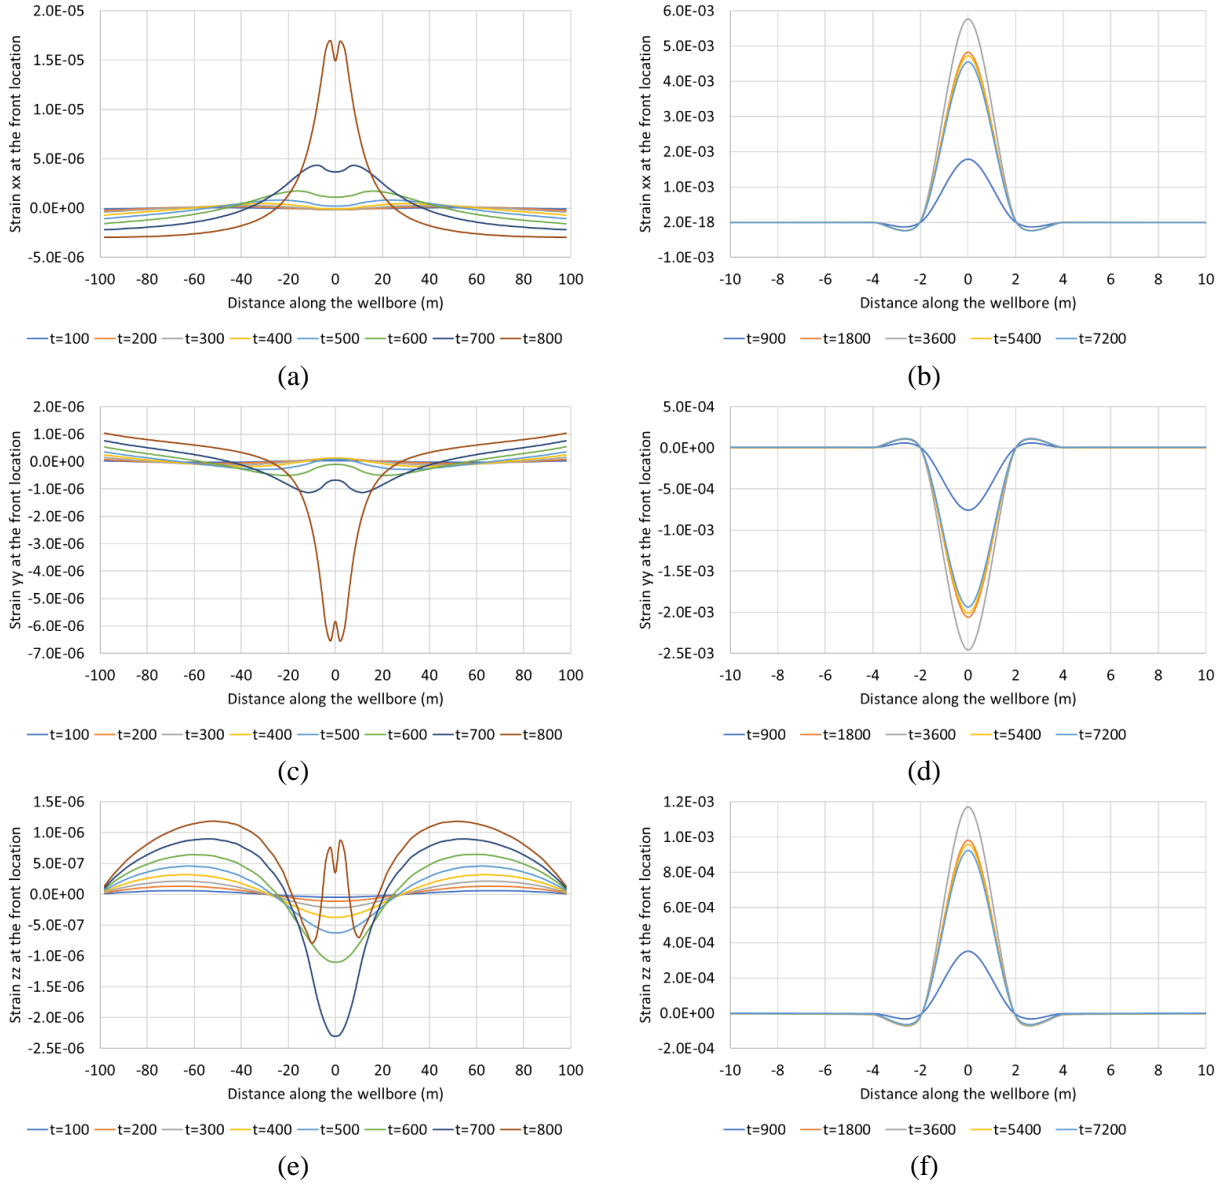 Strain xx at the front location
2.0E-05
1.5E-05
1.0E-05
5.0E-06
0.0E+00
-5.0E-06
-100 -80 -60 -40 -20 0 20 40 60 80 100
Distance along the wellbore (m)
t=100 t=200 t=300 t=400 t=500 t=600 t=700 t=800
(a)
Strain xx at the front location
6.0E-03
5.0E-03
4.0E-03
3.0E-03
2.0E-03
1.0E-03
2.0E-18
-1.0E-03
-10 -8 -6 -4 -2 0 2 4 6 8 10
Distance along the wellbore (m)
t=900 t=1800 t=3600 t=5400 t=7200
(b)
Strain yy at the front location
2.0E-06
1.0E-06
0.0E+00
-1.0E-06
-2.0E-06
-3.0E-06
-4.0E-06
-5.0E-06
-6.0E-06
-7.0E-06
-100 -80 -60 -40 -20 0 20 40 60 80 100
Distance along the wellbore (m)
t=100 t=200 t=300 t=400 t=500 t=600 t=700 t=800
(c)
Strain yy at the front location
5.0E-04
0.0E+00
-5.0E-04
-1.0E-03
-1.5E-03
-2.0E-03
-2.5E-03
-10 -8 -6 -4 -2 0 2 4 6 8 10
Distance along the wellbore (m)
t=900 t=1800 t=3600 t=5400 t=7200
(d)
Strain zz at the front location
1.5E-06
1.0E-06
5.0E-07
0.0E+00
-5.0E-07
-1.0E-06
-1.5E-06
-2.0E-06
-2.5E-06
-100 -80 -60 -40 -20 0 20 40 60 80 100
Distance along the wellbore (m)
t=100 t=200 t=300 t=400 t=500 t=600 t=700 t=800
(e)
Strain zz at the front location
1.2E-03
1.0E-03
8.0E-04
6.0E-04
4.0E-04
2.0E-04
0.0E+00
-2.0E-04
-10 -8 -6 -4 -2 0 2 4 6 8 10
Distance along the wellbore (m)
t=900 t=1800 t=3600 t=5400 t=7200
(f)